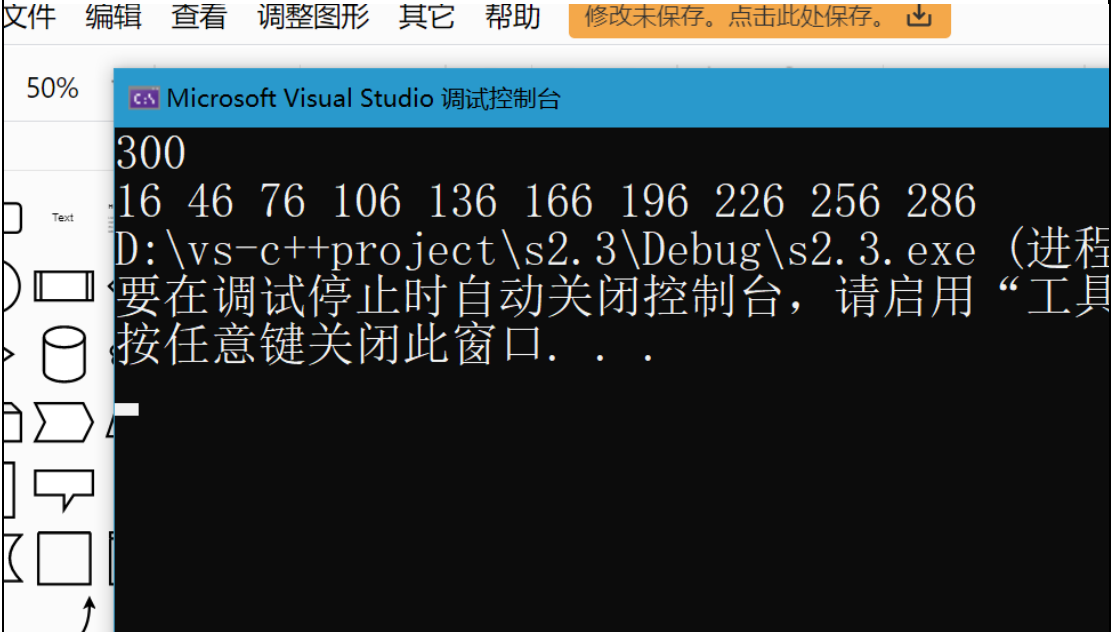 文件 编辑 查看 调整图形 其它 帮助 修改未保存。点击此处保存。
50%
Microsoft Visual Studio 调试控制台
300
16 46 76 106 136 166 196 226 256 286
Text
D:\vs-c++project\s2.3\Debug\s2.3.exe (进程
要在调试停止时自动关闭控制台，请启用“工具
按任意键关闭此窗口. . .